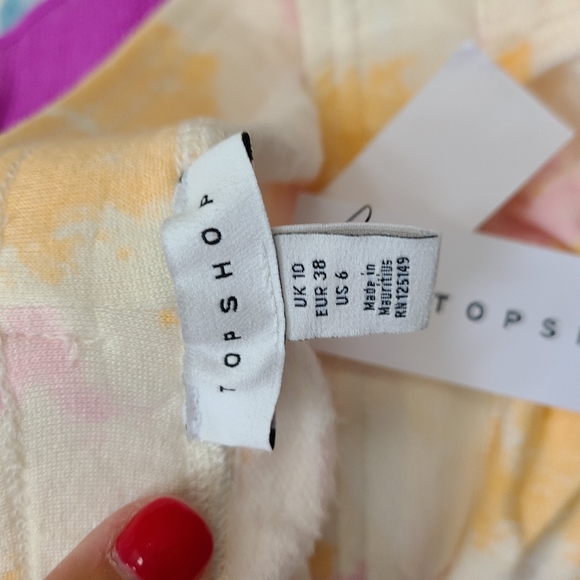 TOPSHOP
UK 10
EUR 38
US 6
Made in
Mauritius
RN125149
TOPS